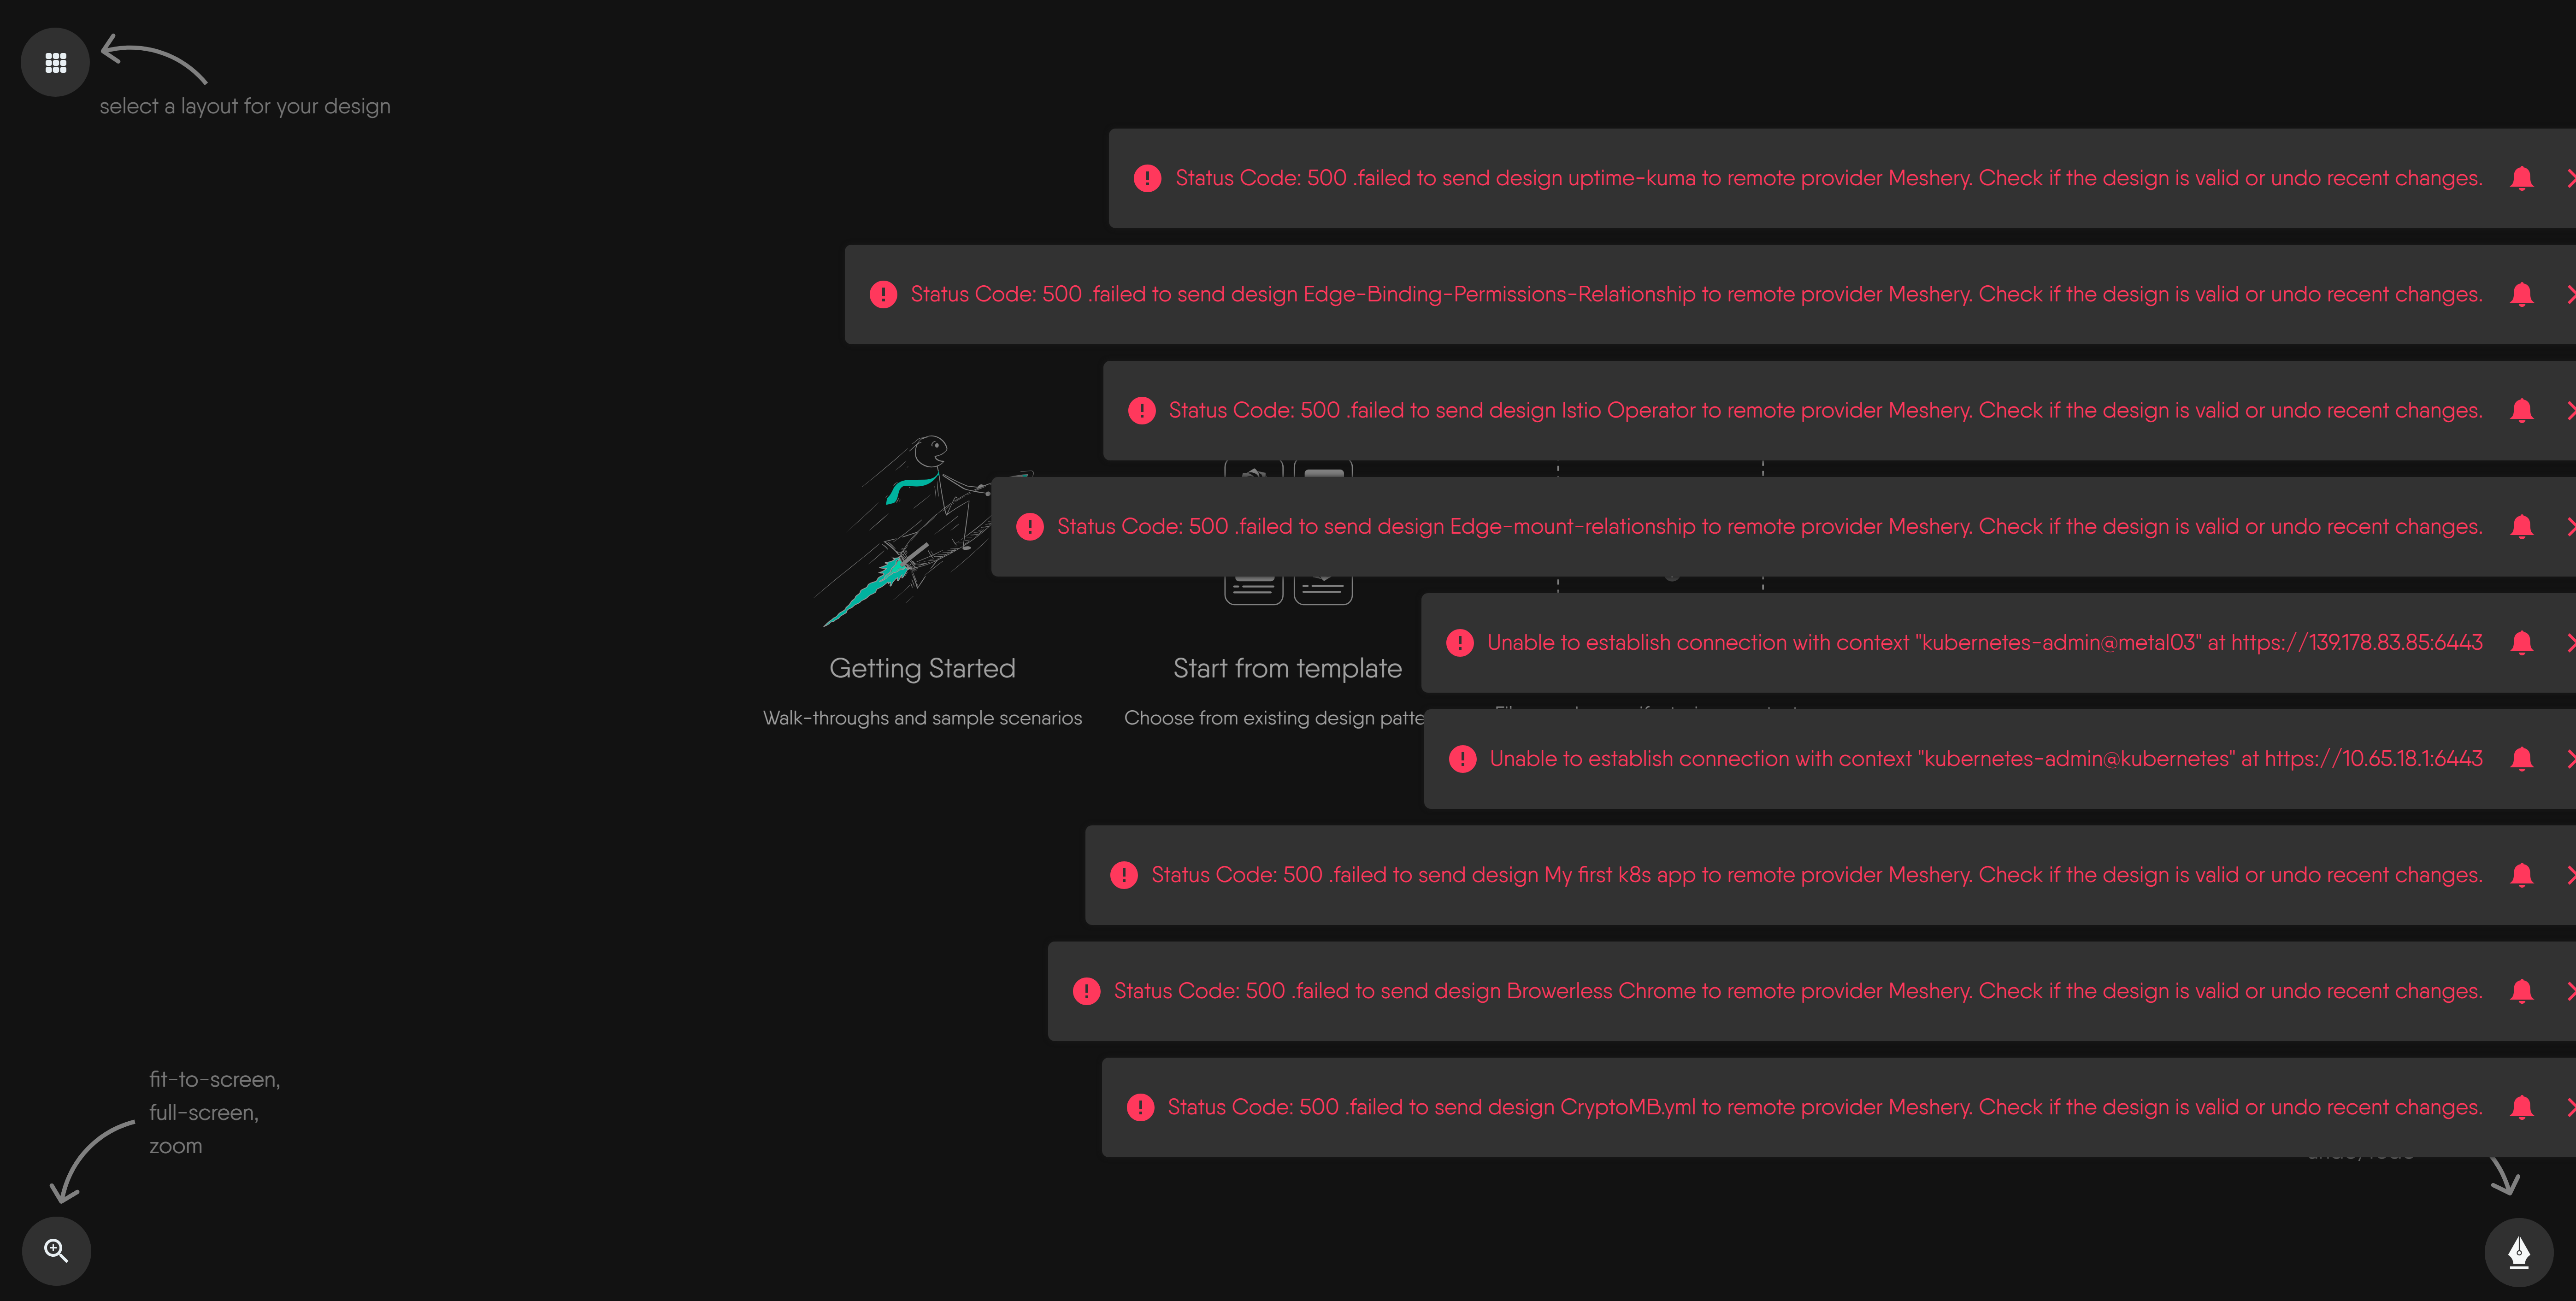 select a layout for your design
Status Code: 500 .failed to send design uptime-kuma to remote provider Meshery. Check if the design is valid or undo recent changes.
Status Code: 500 .failed to send design Edge-Binding-Permissions-Relationship to remote provider Meshery. Check if the design is valid or undo recent changes.
Status Code: 500 .failed to send design Istio Operator to remote provider Meshery. Check if the design is valid or undo recent changes.
Status Code: 500 .failed to send design Edge-mount-relationship to remote provider Meshery. Check if the design is valid or undo recent changes.
Unable to establish connection with context "kubernetes-admin@metal03" at https://139.178.83.85:6443
Getting Started
Start from template
Walk-throughs and sample scenarios
Choose from existing design patte
Unable to establish connection with context "kubernetes-admin@kubernetes" at https://10.65.18.1:6443
Status Code: 500 .failed to send design My first k8s app to remote provider Meshery. Check if the design is valid or undo recent changes.
Status Code: 500 .failed to send design Browerless Chrome to remote provider Meshery. Check if the design is valid or undo recent changes.
Status Code: 500 .failed to send design CryptoMB.yml to remote provider Meshery. Check if the design is valid or undo recent changes.
fit-to-screen,
full-screen,
zoom